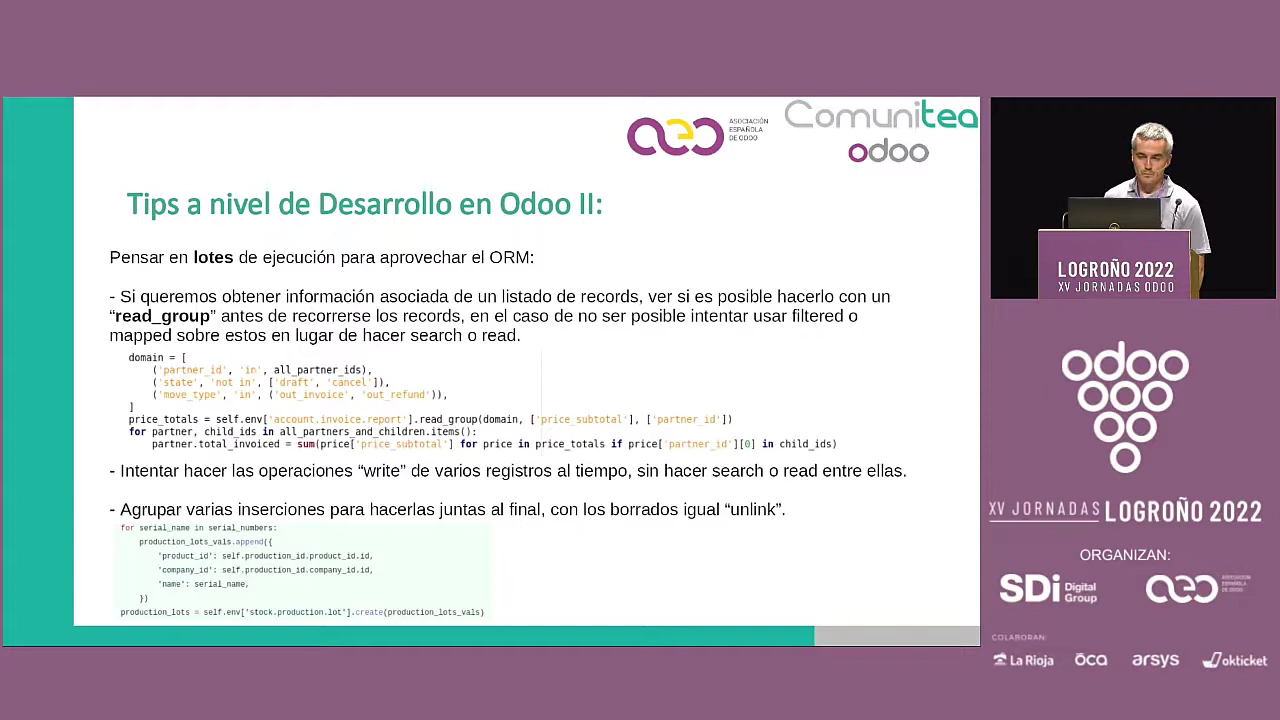 aeo
ASOCIACIÓN
ESPAÑOLA
DE ODOO
Comunitea
odoo
Tips a nivel de Desarrollo en Odoo II:
Pensar en lotes de ejecución para aprovechar el ORM:
- Si queremos obtener información asociada de un listado de records, ver si es posible hacerlo con un
“read_group” antes de recorrerse los records, en el caso de no ser posible intentar usar filtered o
mapped sobre estos en lugar de hacer search o read.
domain = [
('partner_id', 'in', all_partner_ids),
('state', 'not in', ['draft', 'cancel']),
('move_type', 'in', ('out_invoice', 'out_refund')),
]
price_totals = self.env['account.invoice.report'].read_group(domain, ['price_subtotal'], ['partner_id'])
for partner, child_ids in all_partners_and_children.items():
partner.total_invoiced = sum(price['price_subtotal'] for price in price_totals if price['partner_id'][0] in child_ids)
- Intentar hacer las operaciones “write” de varios registros al tiempo, sin hacer search o read entre ellas.
- Agrupar varias inserciones para hacerlas juntas al final, con los borrados igual “unlink”.
for serial_name in serial_numbers:
production_lots_vals.append({
'product_id': self.production_id.product_id.id,
'company_id': self.production_id.company_id.id,
'name': serial_name,
})
production_lots = self.env['stock.production.lot'].create(production_lots_vals)
LOGROÑO 2022
XV JORNADAS ODOO
odoo
XV JORNADAS LOGROÑO 2022
ORGANIZAN:
SDi Digital Group
aeo
ASOCIACIÓN
ESPAÑOLA
DE ODOO
COLABORAN:
La Rioja
ōca
arsys
okticket